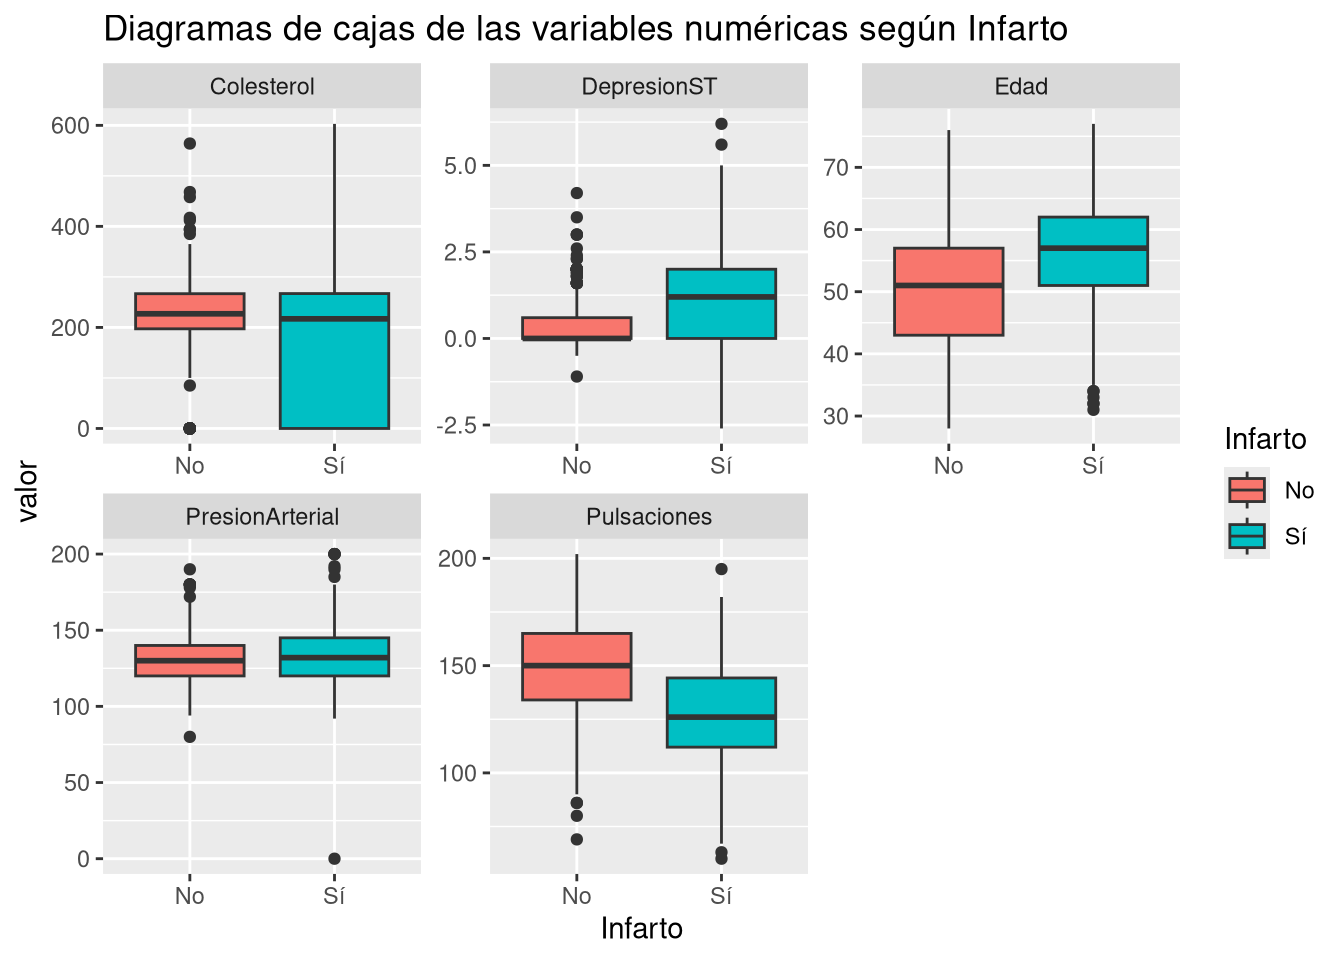 Diagramas de cajas de las variables numéricas según Infarto
Colesterol
DepresionST
Edad
600
400
200
0
5.0
2.5
0.0
-2.5
70
60
50
40
30
No
Sí
No
Sí
No
Sí
valor
PresionArterial
Pulsaciones
200
150
100
50
0
200
150
100
No
Sí
No
Sí
Infarto
Infarto
No
Sí